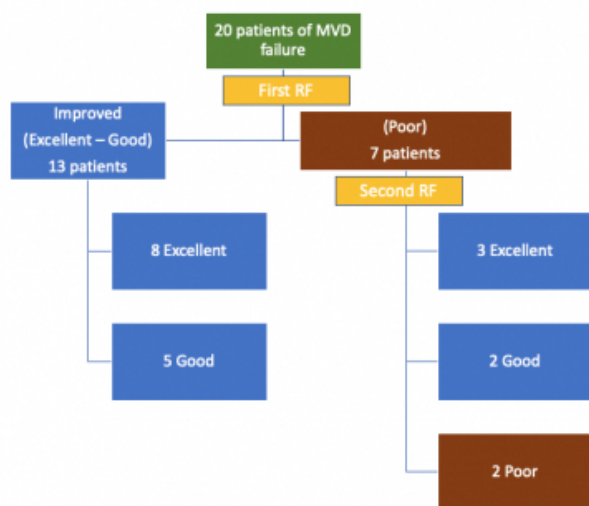 20 patients of MVD
failure
First RF
Improved
(Excellent – Good)
13 patients
(Poor)
7 patients
Second RF
8 Excellent
3 Excellent
5 Good
2 Good
2 Poor